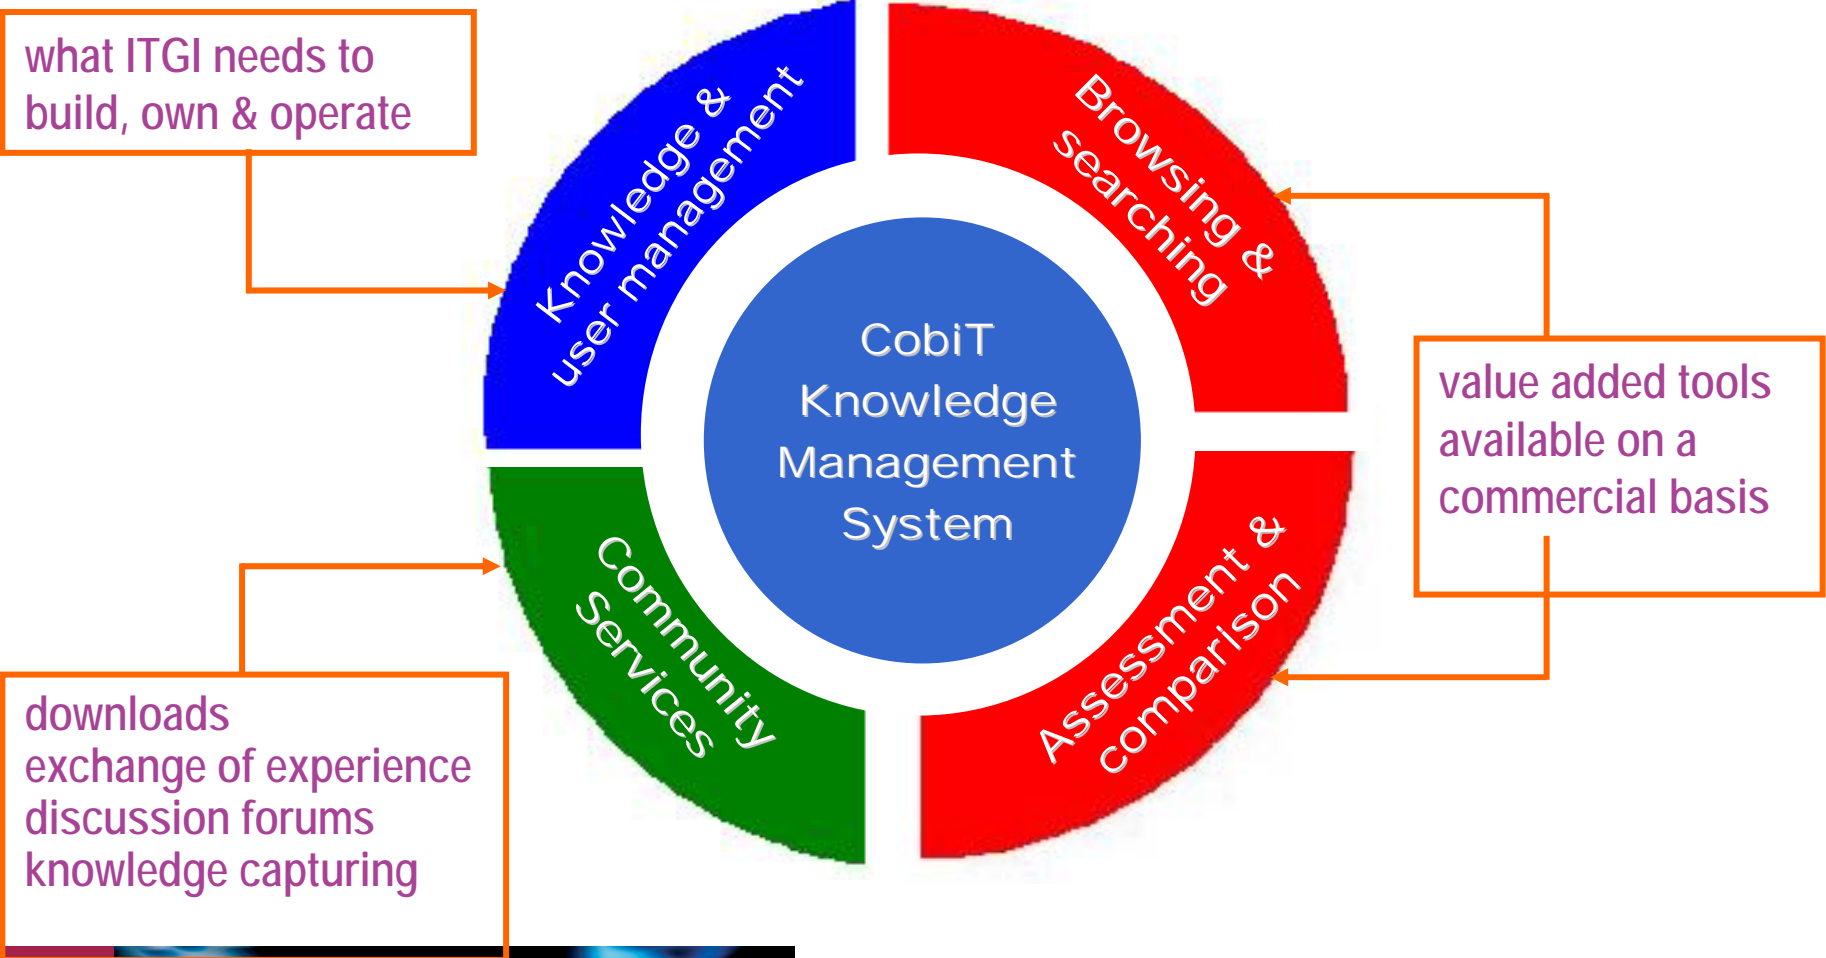 what ITGI needs to
build, own & operate
Knowledge &
user management
Browsing &
searching
CobiT
Knowledge
Management
System
value added tools
available on a
commercial basis
Community
Services
Assessment &
comparison
downloads
exchange of experience
discussion forums
knowledge capturing